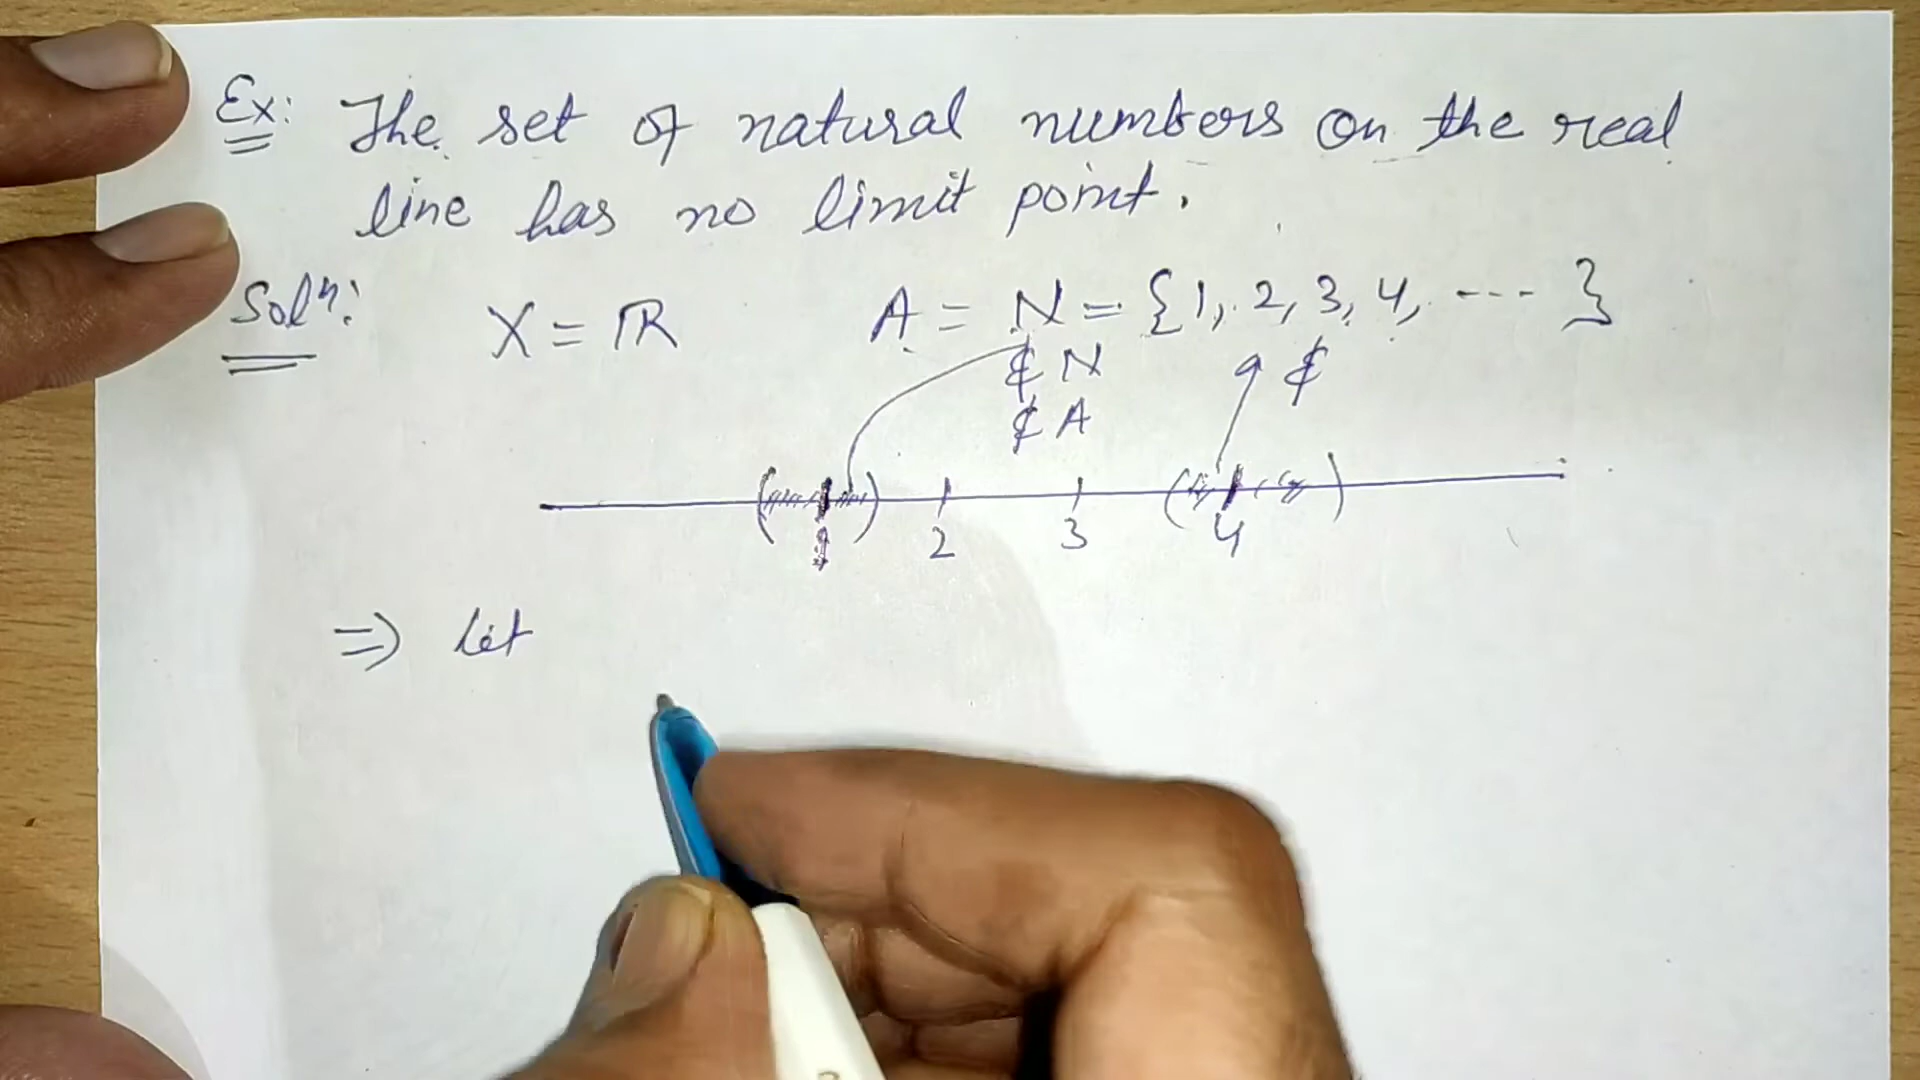 Ex: The set of natural numbers on the real
line has no limit point.
Solⁿ: X = ℝ A = N = {1, 2, 3, 4, ---- }
∉ N ∉
∉ A
1 2 3 4
⇒ Let